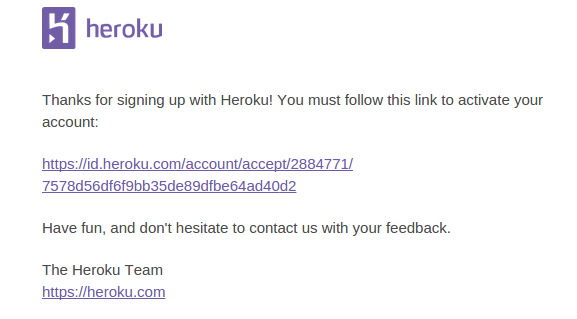 heroku
Thanks for signing up with Heroku! You must follow this link to activate your
account:
https://id.heroku.com/account/accept/2884771/
7578d56df6f9bb35de89dfbe64ad40d2
Have fun, and don't hesitate to contact us with your feedback.
The Heroku Team
https://heroku.com